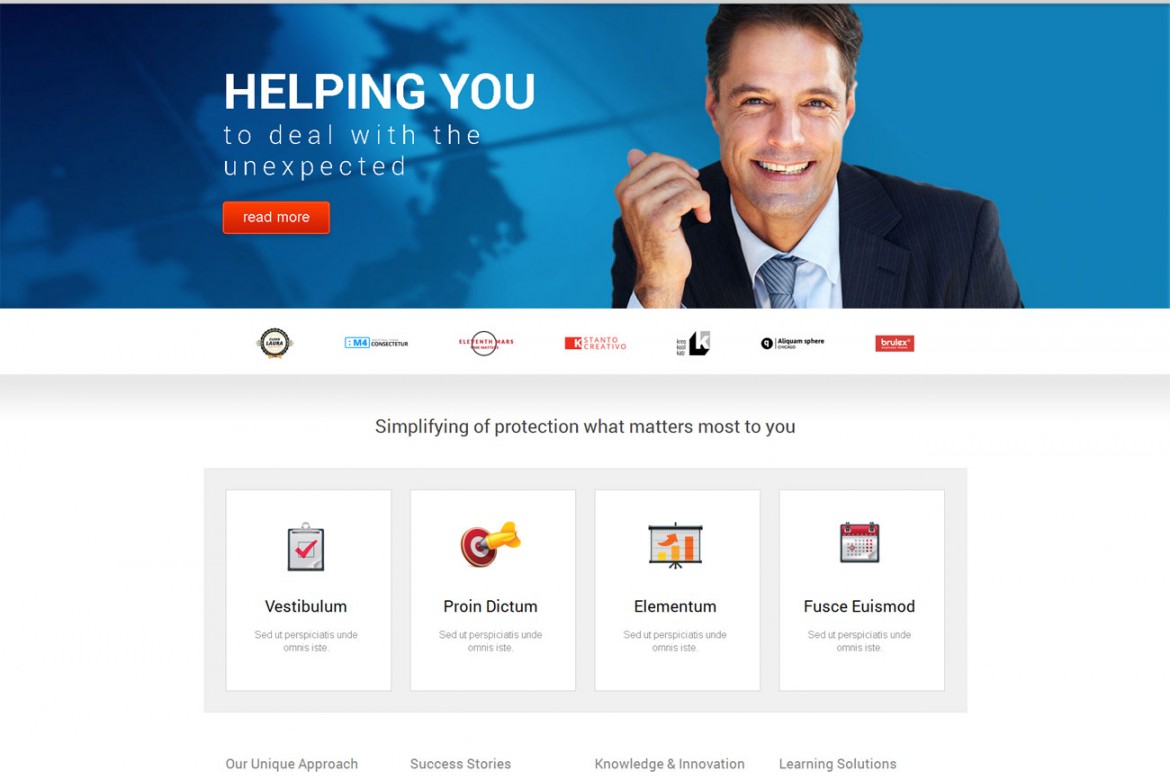 HELPING YOU
to deal with the
unexpected
read more
LAURA
M4 CONSECTETUR
ELEVENTH MARS
K STANTO
CREATIVO
k
q Aliquam sphere
CHICAGO
brulex
Simplifying of protection what matters most to you
Vestibulum
Sed ut perspiciatis unde
omnis iste.
Proin Dictum
Sed ut perspiciatis unde
omnis iste.
Elementum
Sed ut perspiciatis unde
omnis iste.
Fusce Euismod
Sed ut perspiciatis unde
omnis iste.
Our Unique Approach
Success Stories
Knowledge & Innovation
Learning Solutions